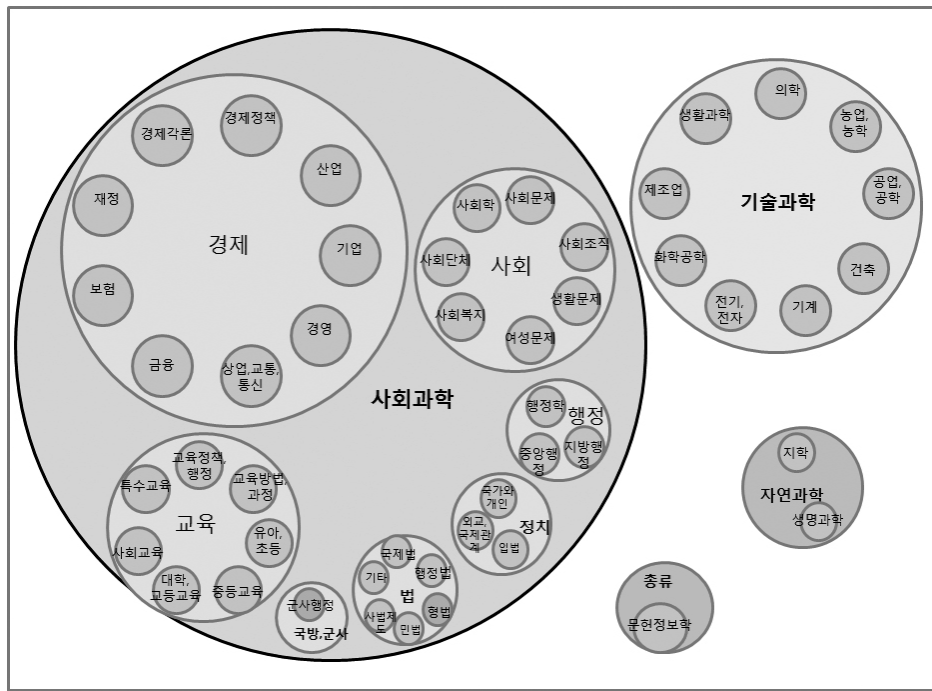 경제각론
경제정책
산업
재정
경제
기업
보험
경영
금융
상업,교통,
통신
사회학
사회문제
사회조직
사회단체
사회
생활문제
사회복지
여성문제
사회과학
행정학
행정
중앙행
정
지방행
정
국가와
개인
정치
외교,
국제관
계
입법
국제법
기타
행정법
법
사법제
도
형법
민법
군사행정
국방,군사
교육정책,
행정
특수교육
교육방법,
과정
교육
유아,
초등
사회교육
대학,
고등교육
중등교육
의학
생활과학
농업,
농학
제조업
공업,
공학
기술과학
화학공학
건축
전기,
전자
기계
지학
자연과학
생명과학
총류
문헌정보학